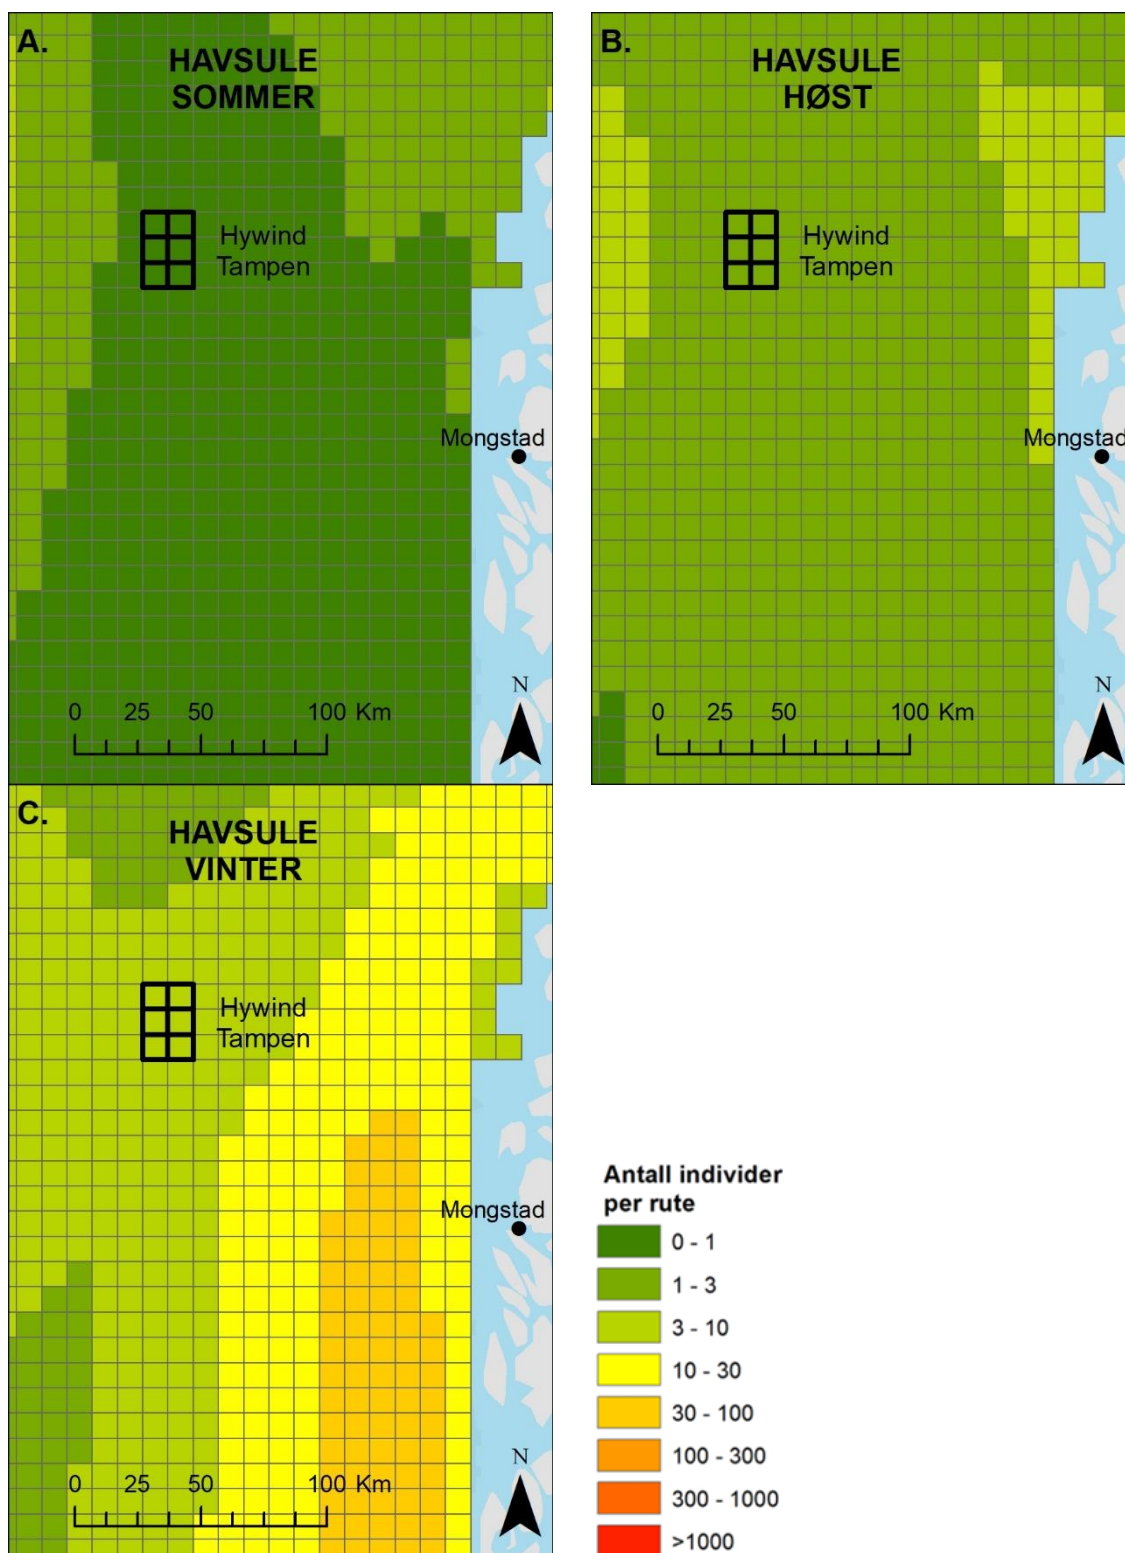 A.
HAVSULE
SOMMER
Hywind
Tampen
Mongstad
N
0 25 50 100 Km
B.
HAVSULE
HØST
Hywind
Tampen
Mongstad
N
0 25 50 100 Km
C.
HAVSULE
VINTER
Hywind
Tampen
Mongstad
N
0 25 50 100 Km
Antall individer
per rute
0 - 1
1 - 3
3 - 10
10 - 30
30 - 100
100 - 300
300 - 1000
>1000